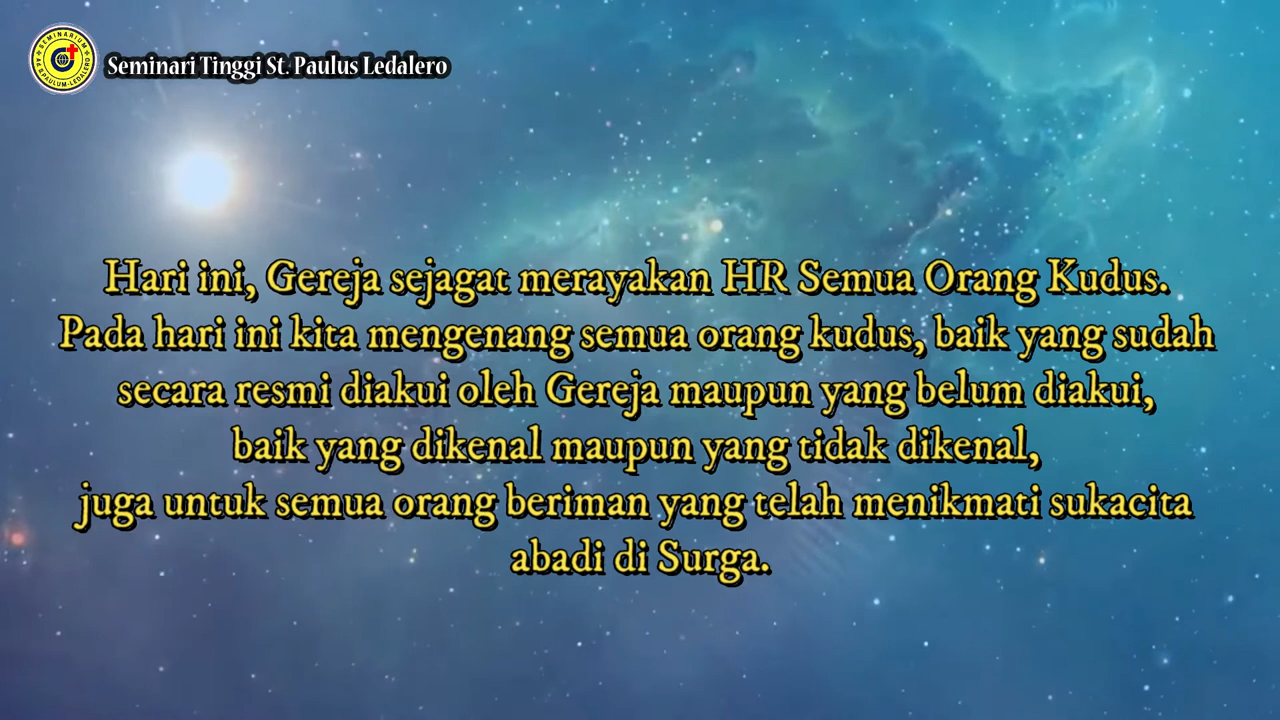 SEMINARIUM
Seminari Tinggi St. Paulus Ledalero
Hari ini, Gereja sejagat merayakan HR Semua Orang Kudus.
Pada hari ini kita mengenang semua orang kudus, baik yang sudah
secara resmi diakui oleh Gereja maupun yang belum diakui,
baik yang dikenal maupun yang tidak dikenal,
juga untuk semua orang beriman yang telah menikmati sukacita
abadi di Surga.